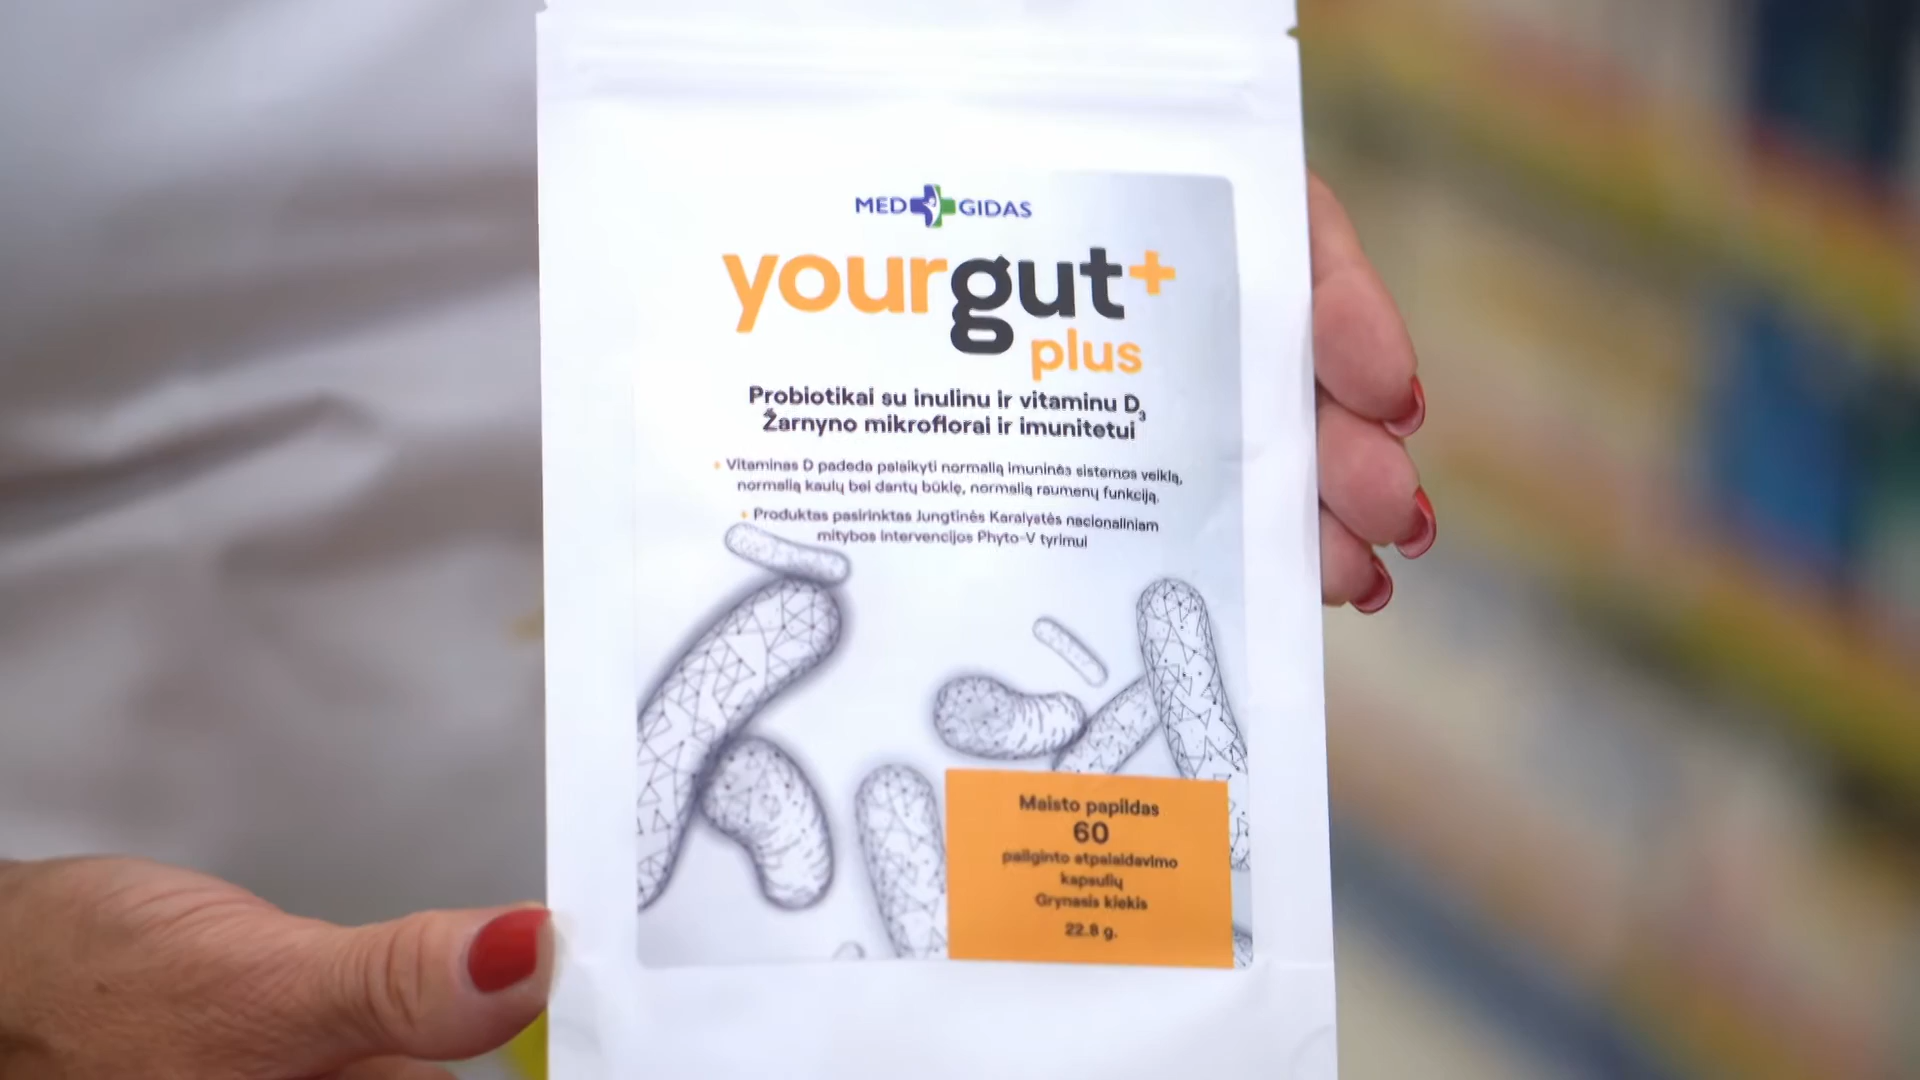 MED GIDAS
yourgut+
plus
Probiotikai su inulinu ir vitaminu D₃
Žarnyno mikroflorai ir imunitetui
• Vitaminas D padeda palaikyti normalią imuninės sistemos veiklą,
normalią kaulų bei dantų būklę, normalią raumenų funkciją.
• Produktas pasirinktas Jungtinės Karalystės nacionaliniam
mitybos intervencijos Phyto-V tyrimui
Maisto papildas
60
pailginto atpalaidavimo
kapsulių
Grynasis kiekis
22.8 g.